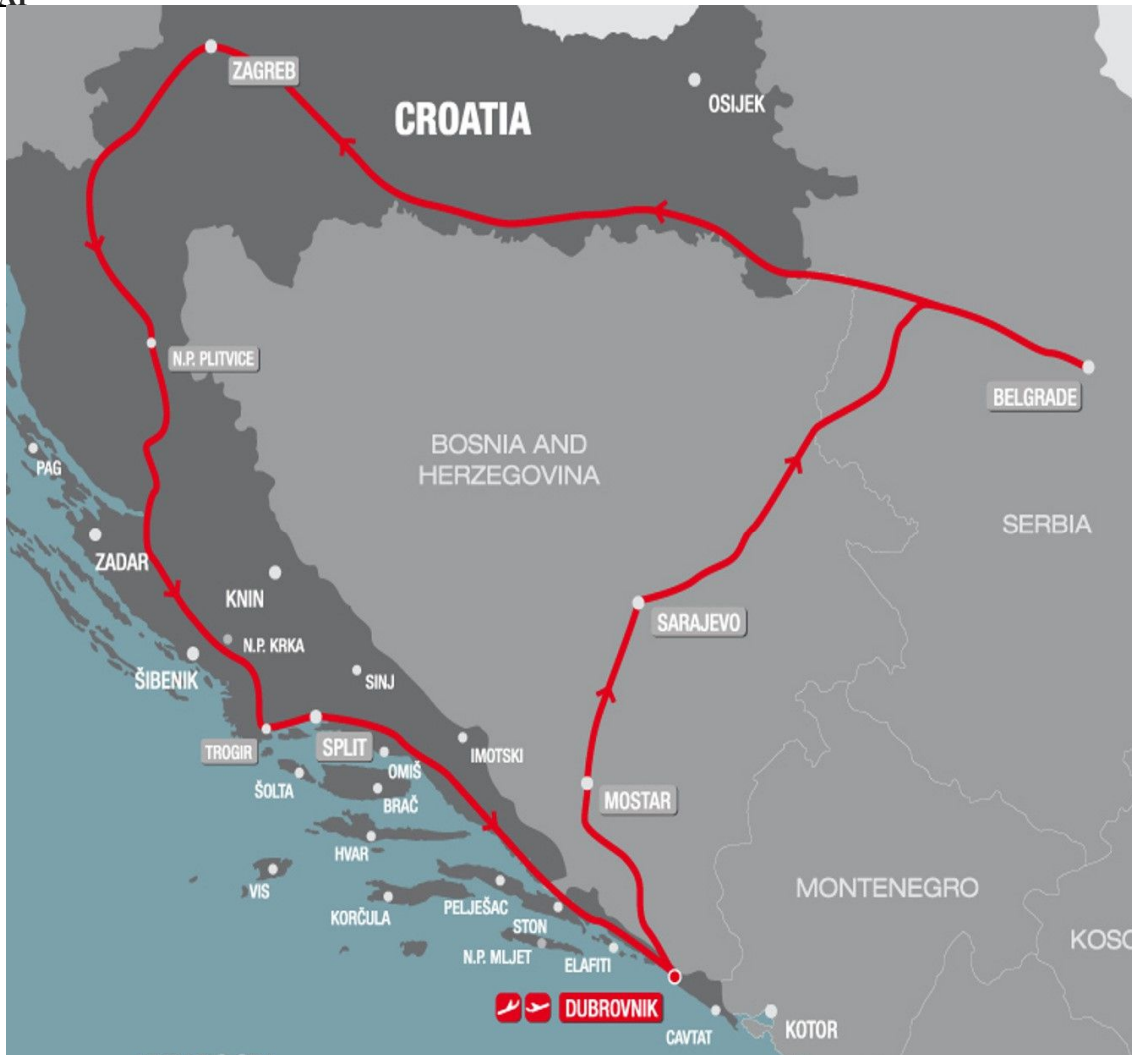 ZAGREB
CROATIA
OSIJEK
N.P. PLITVICE
BELGRADE
BOSNIA AND
HERZEGOVINA
PAG
SERBIA
ZADAR
KNIN
SARAJEVO
N.P. KRKA
ŠIBENIK
SINJ
TROGIR
SPLIT
OMIŠ
IMOTSKI
ŠOLTA
BRAČ
MOSTAR
HVAR
VIS
MONTENEGRO
KORČULA
PELJEŠAC
STON
KOSO
N.P. MLJET
ELAFITI
DUBROVNIK
CAVTAT
KOTOR